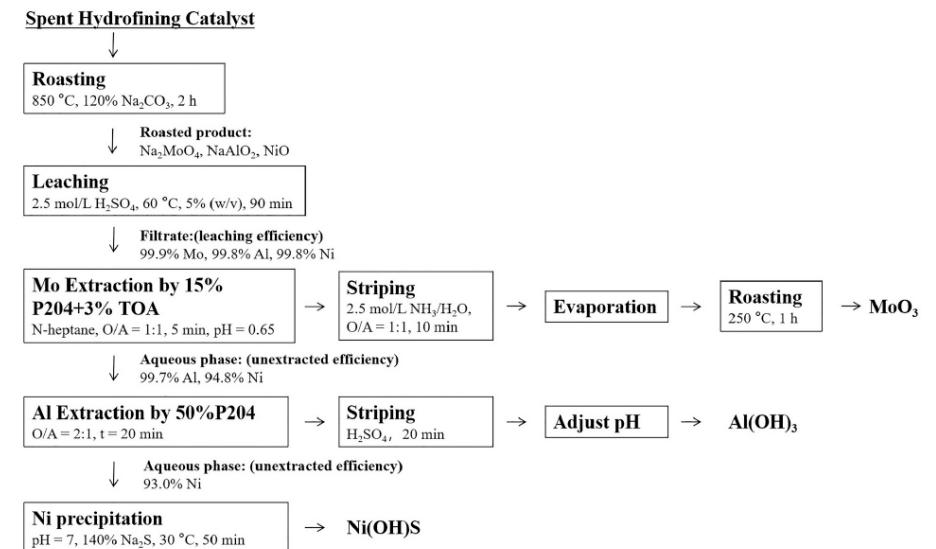 Spent Hydrofining Catalyst
Roasting
850 °C, 120% Na₂CO₃, 2 h
Roasted product:
Na₂MoO₄, NaAlO₂, NiO
Leaching
2.5 mol/L H₂SO₄, 60 °C, 5% (w/v), 90 min
Filtrate:(leaching efficiency)
99.9% Mo, 99.8% Al, 99.8% Ni
Mo Extraction by 15%
P204+3% TOA
N-heptane, O/A = 1:1, 5 min, pH = 0.65
Striping
2.5 mol/L NH₃/H₂O,
O/A = 1:1, 10 min
Evaporation
Roasting
250 °C, 1 h
MoO₃
Aqueous phase: (unextracted efficiency)
99.7% Al, 94.8% Ni
Al Extraction by 50%P204
O/A = 2:1, t = 20 min
Striping
H₂SO₄, 20 min
Adjust pH
Al(OH)₃
Aqueous phase: (unextracted efficiency)
93.0% Ni
Ni precipitation
pH = 7, 140% Na₂S, 30 °C, 50 min
Ni(OH)S